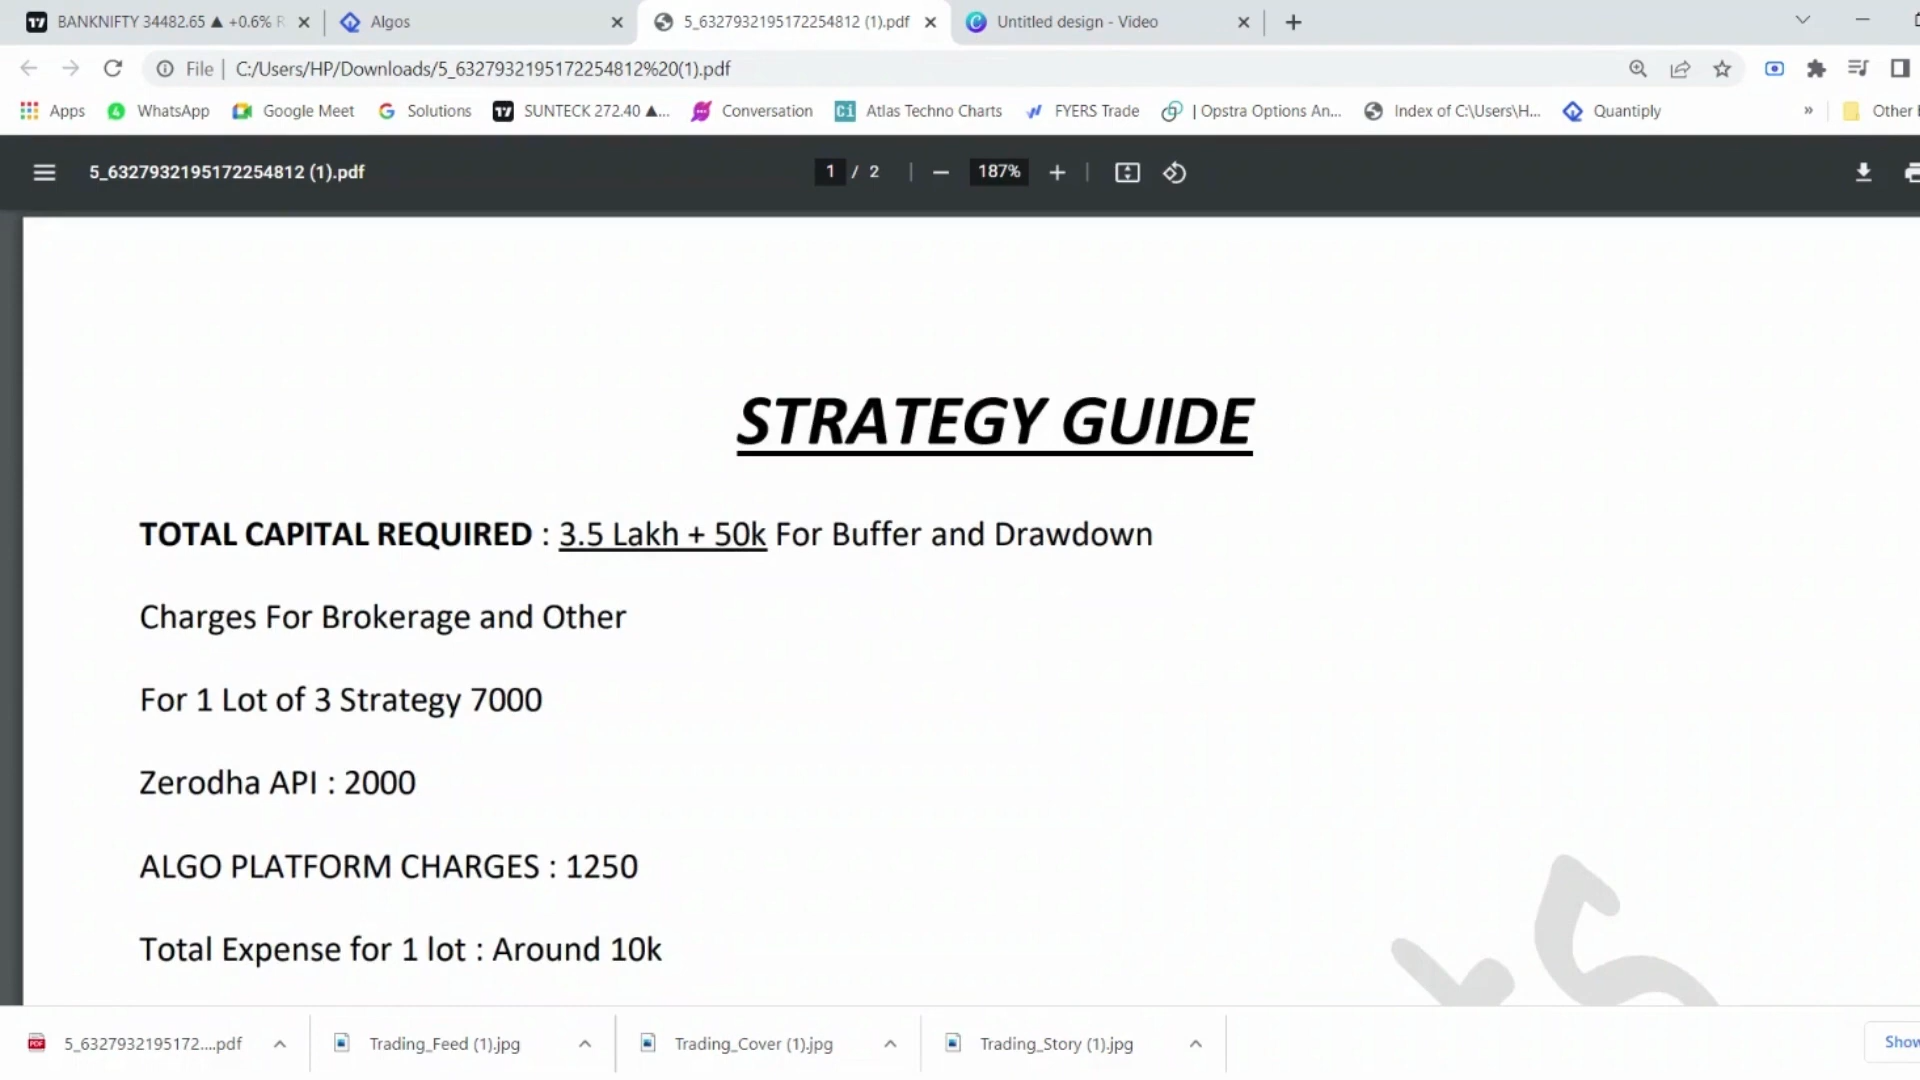 BANKNIFTY 34482.65 ▲ +0.6%
Algos
5_6327932195172254812 (1).pdf
Untitled design - Video
File
C:/Users/HP/Downloads/5_6327932195172254812%20(1).pdf
Apps
WhatsApp
Google Meet
Solutions
SUNTECK 272.40 ▲...
Conversation
Atlas Techno Charts
FYERS Trade
| Opstra Options An...
Index of C:\Users\H...
Quantiply
»
Other
5_6327932195172254812 (1).pdf
1 / 2
187%
STRATEGY GUIDE
TOTAL CAPITAL REQUIRED : 3.5 Lakh + 50k For Buffer and Drawdown
Charges For Brokerage and Other
For 1 Lot of 3 Strategy 7000
Zerodha API : 2000
ALGO PLATFORM CHARGES : 1250
Total Expense for 1 lot : Around 10k
5_6327932195172....pdf
Trading_Feed (1).jpg
Trading_Cover (1).jpg
Trading_Story (1).jpg
Show